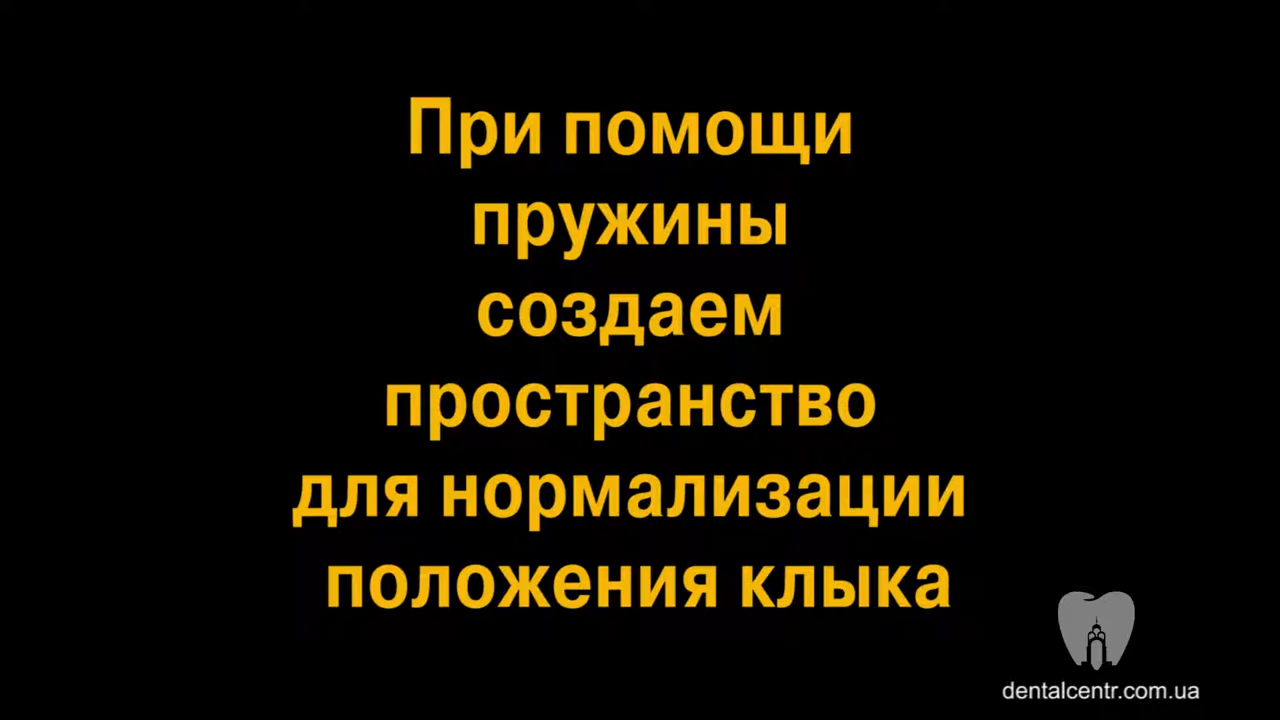 При помощи
пружины
создаем
пространство
для нормализации
положения клыка
dentalcentr.com.ua